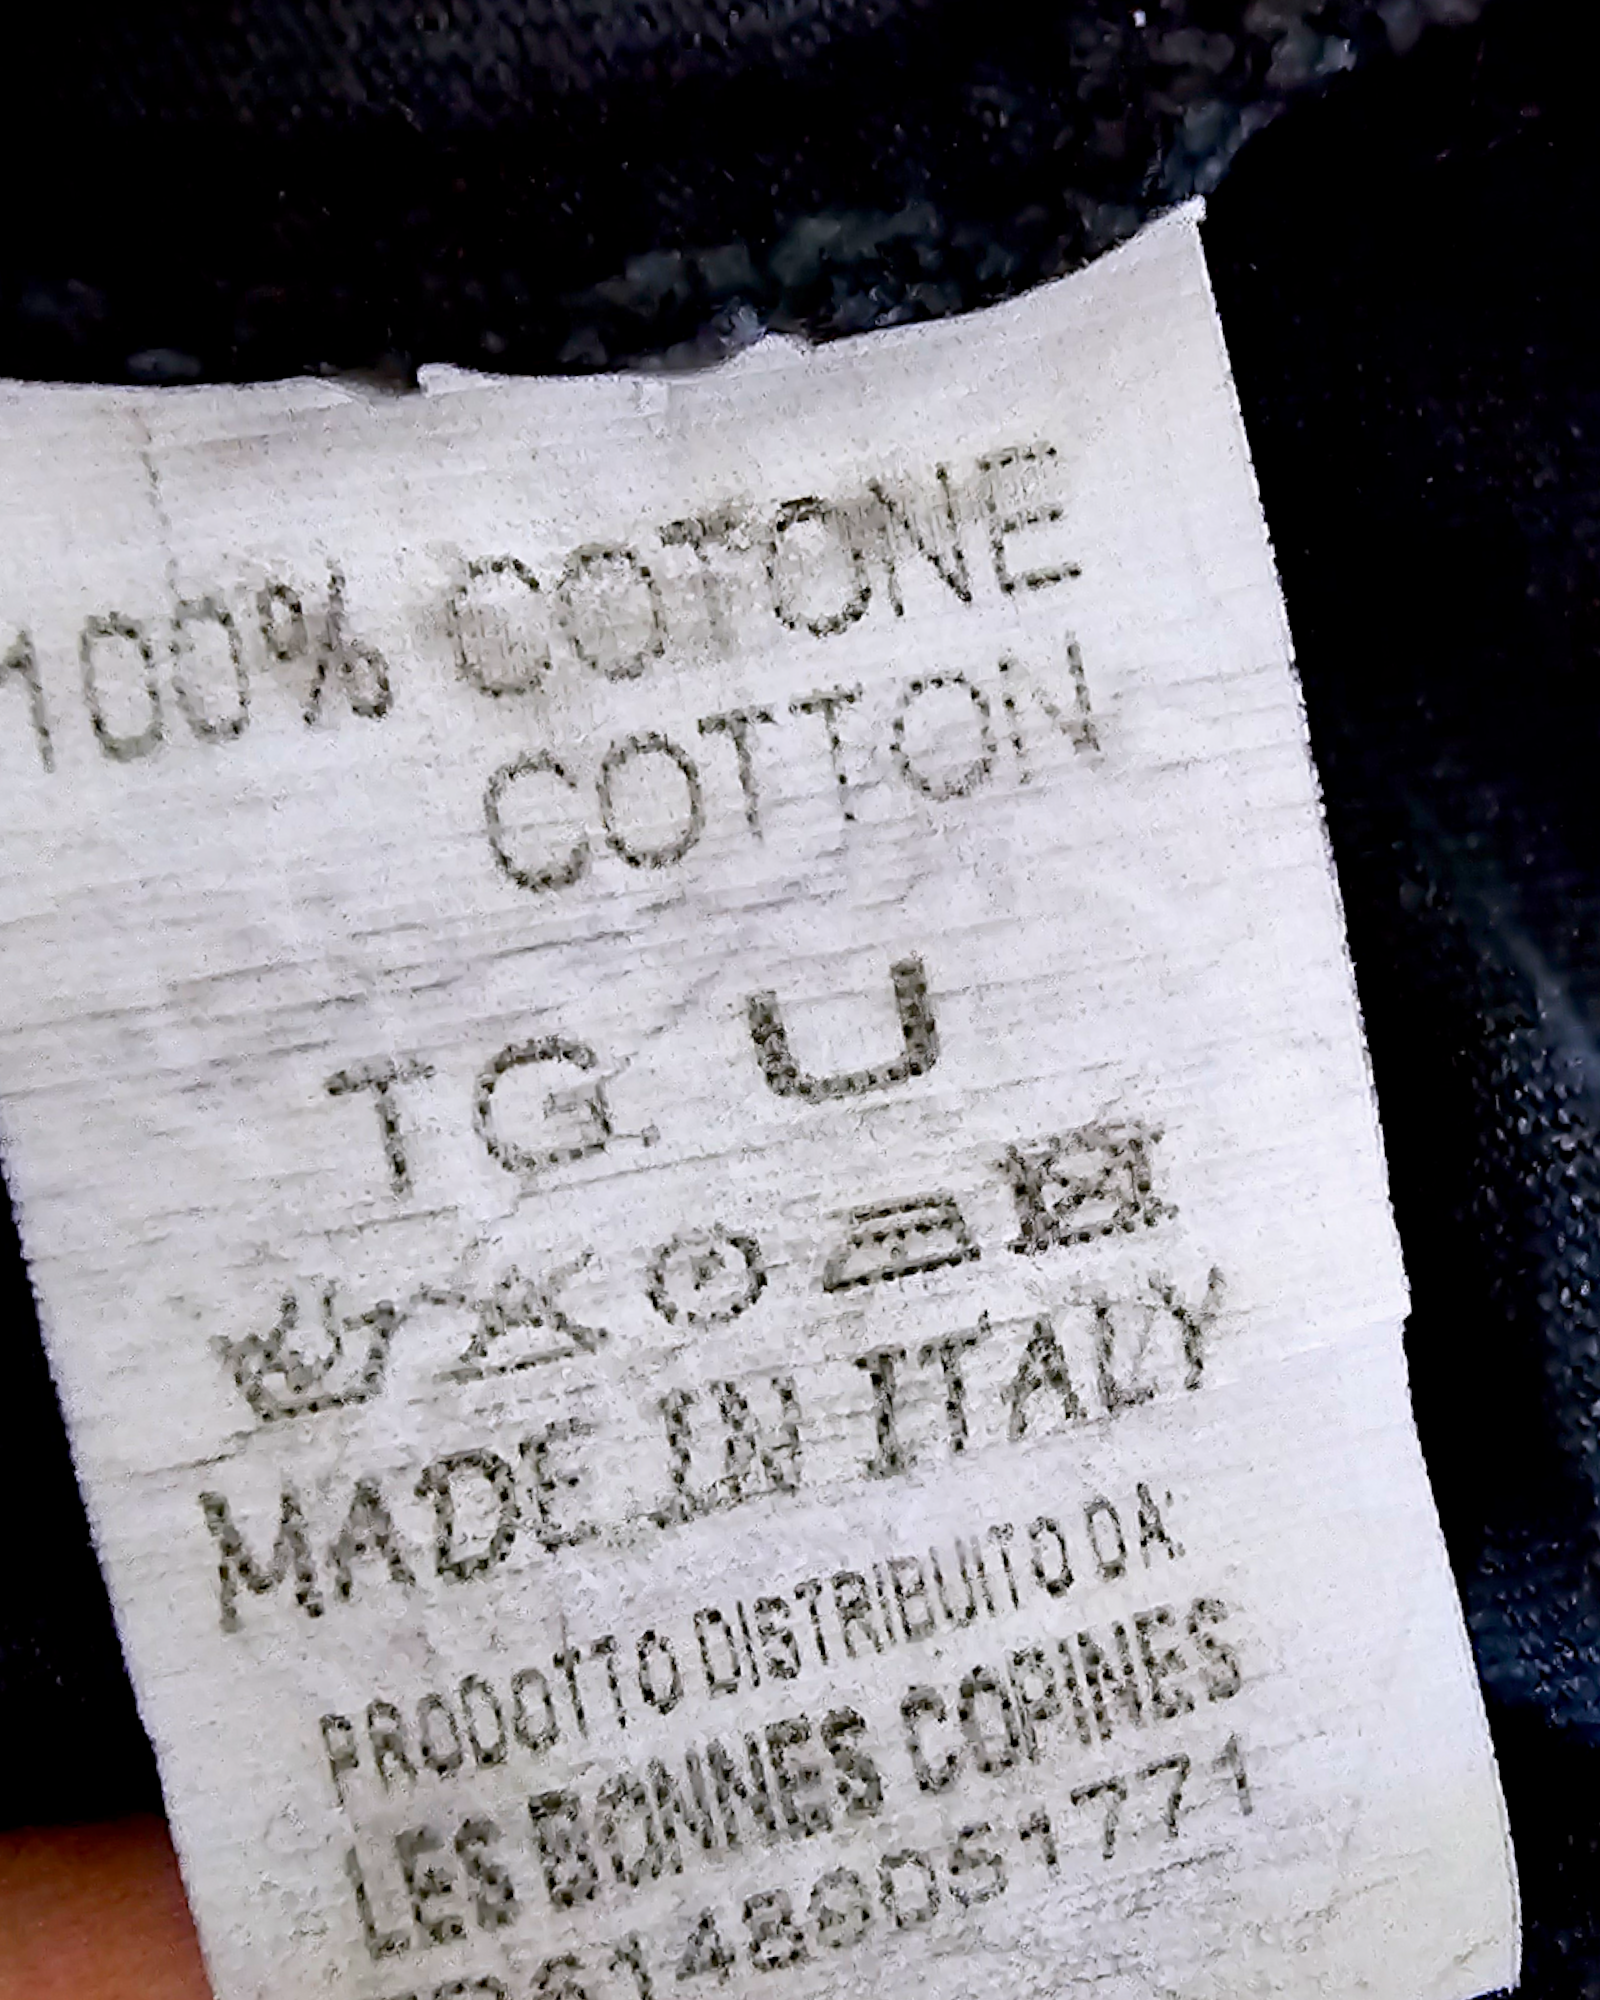 100% COTONE
COTTON
TG U
MADE IN ITALY
PRODOTTO DISTRIBUITO DA:
LES BONNES COPINES